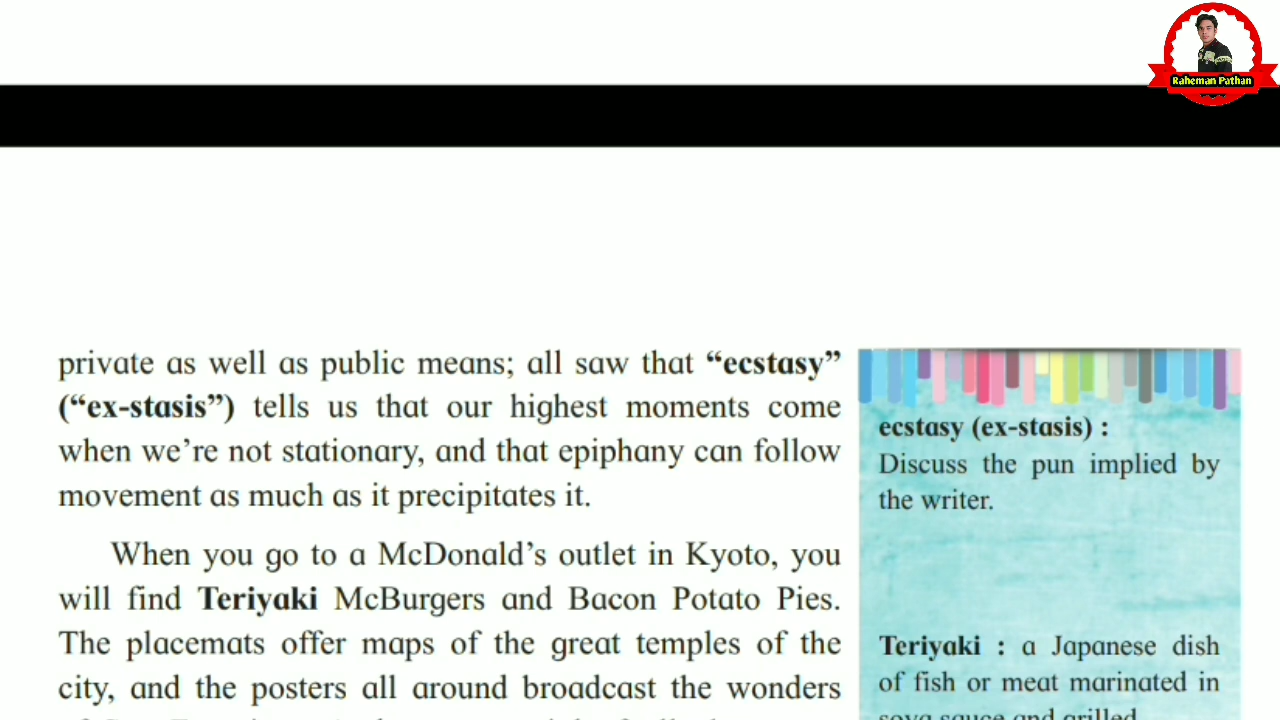 Raheman Pathan
private as well as public means; all saw that “ecstasy”
(“ex-stasis”) tells us that our highest moments come
when we’re not stationary, and that epiphany can follow
movement as much as it precipitates it.
When you go to a McDonald’s outlet in Kyoto, you
will find Teriyaki McBurgers and Bacon Potato Pies.
The placemats offer maps of the great temples of the
city, and the posters all around broadcast the wonders
ecstasy (ex-stasis) :
Discuss the pun implied by
the writer.
Teriyaki : a Japanese dish
of fish or meat marinated in
soya sauce and grilled